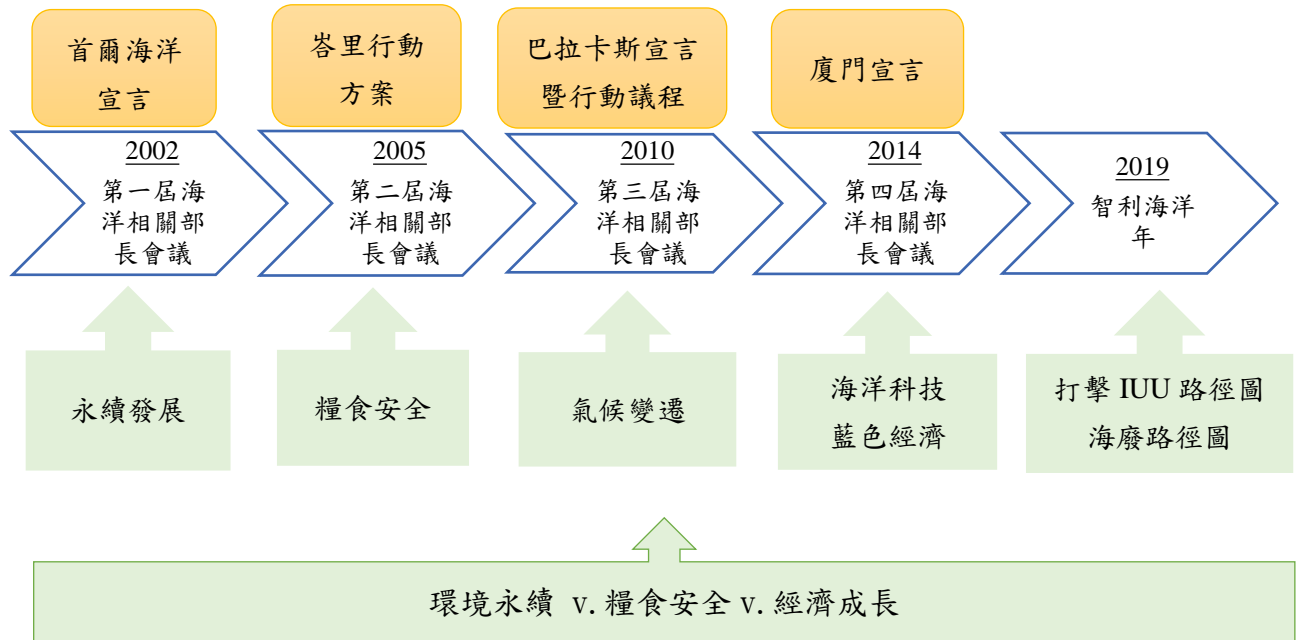 首爾海洋
宣言
峇里行動
方案
巴拉卡斯宣言
暨行動議程
廈門宣言
2002
第一屆海
洋相關部
長會議
2005
第二屆海
洋相關部
長會議
2010
第三屆海
洋相關部
長會議
2014
第四屆海
洋相關部
長會議
2019
智利海洋
年
永續發展
糧食安全
氣候變遷
海洋科技
藍色經濟
打擊 IUU 路徑圖
海廢路徑圖
環境永續 v.糧食安全 v.經濟成長